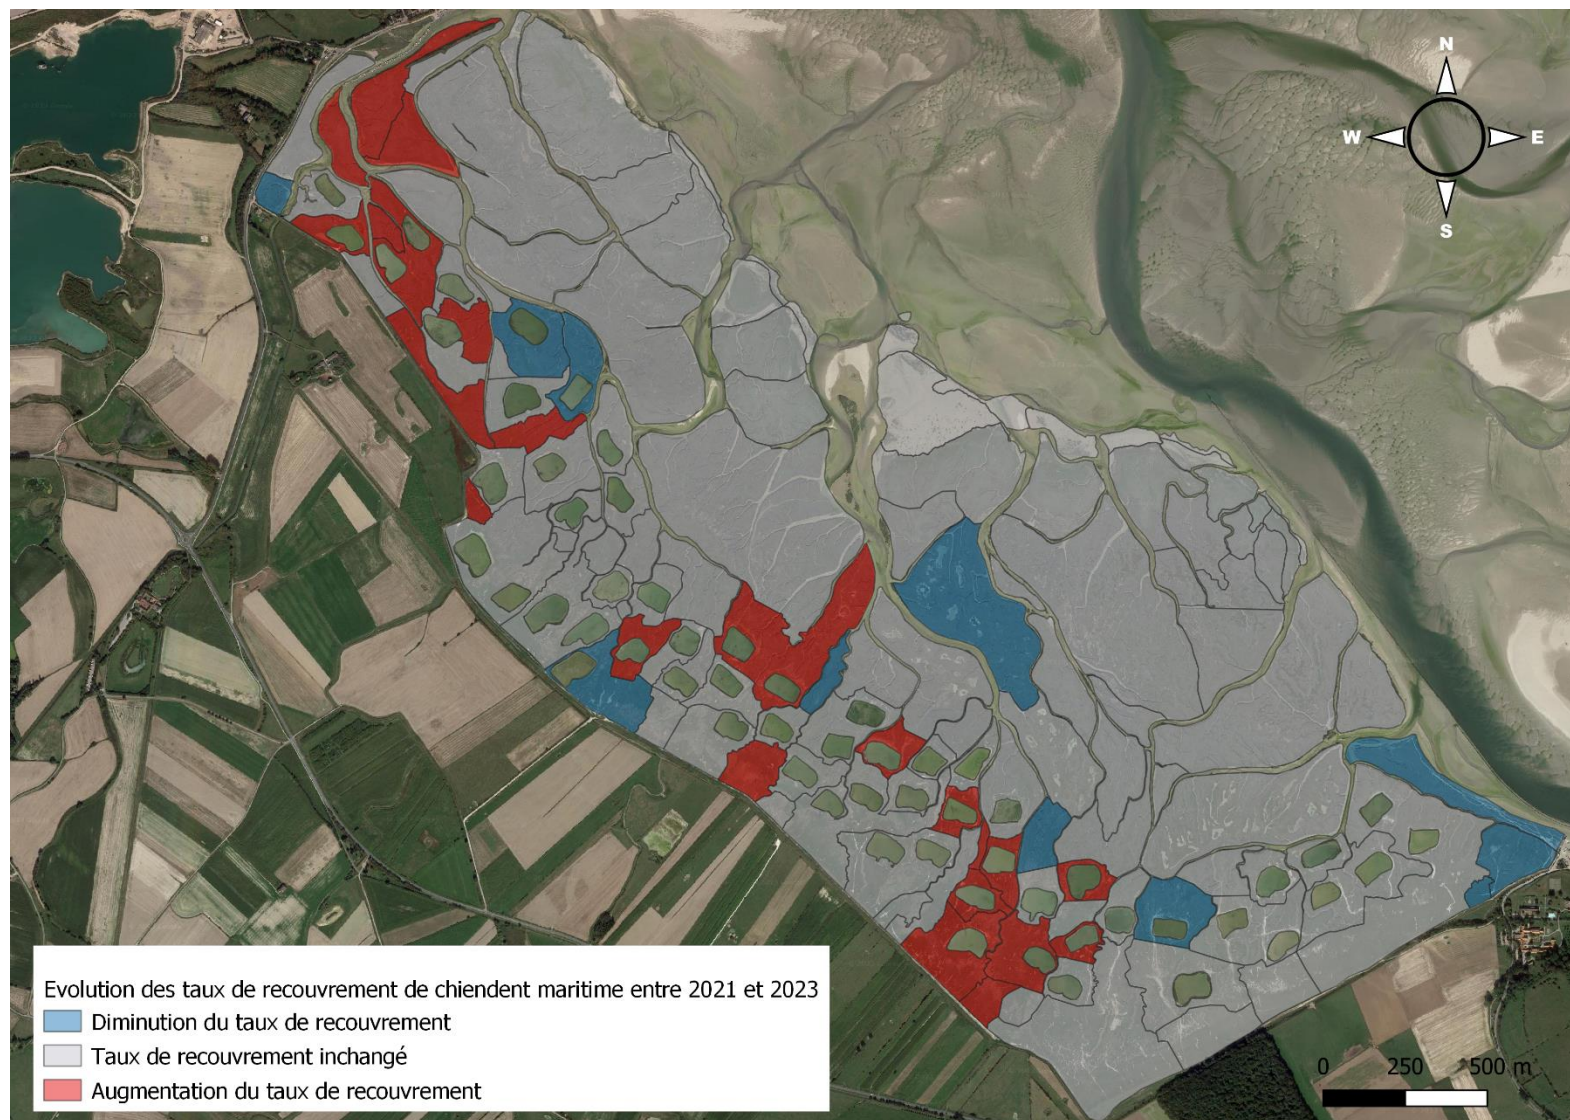 N
W
E
S
Evolution des taux de recouvrement de chiendent maritime entre 2021 et 2023
Diminution du taux de recouvrement
Taux de recouvrement inchangé
Augmentation du taux de recouvrement
0 250 500 m